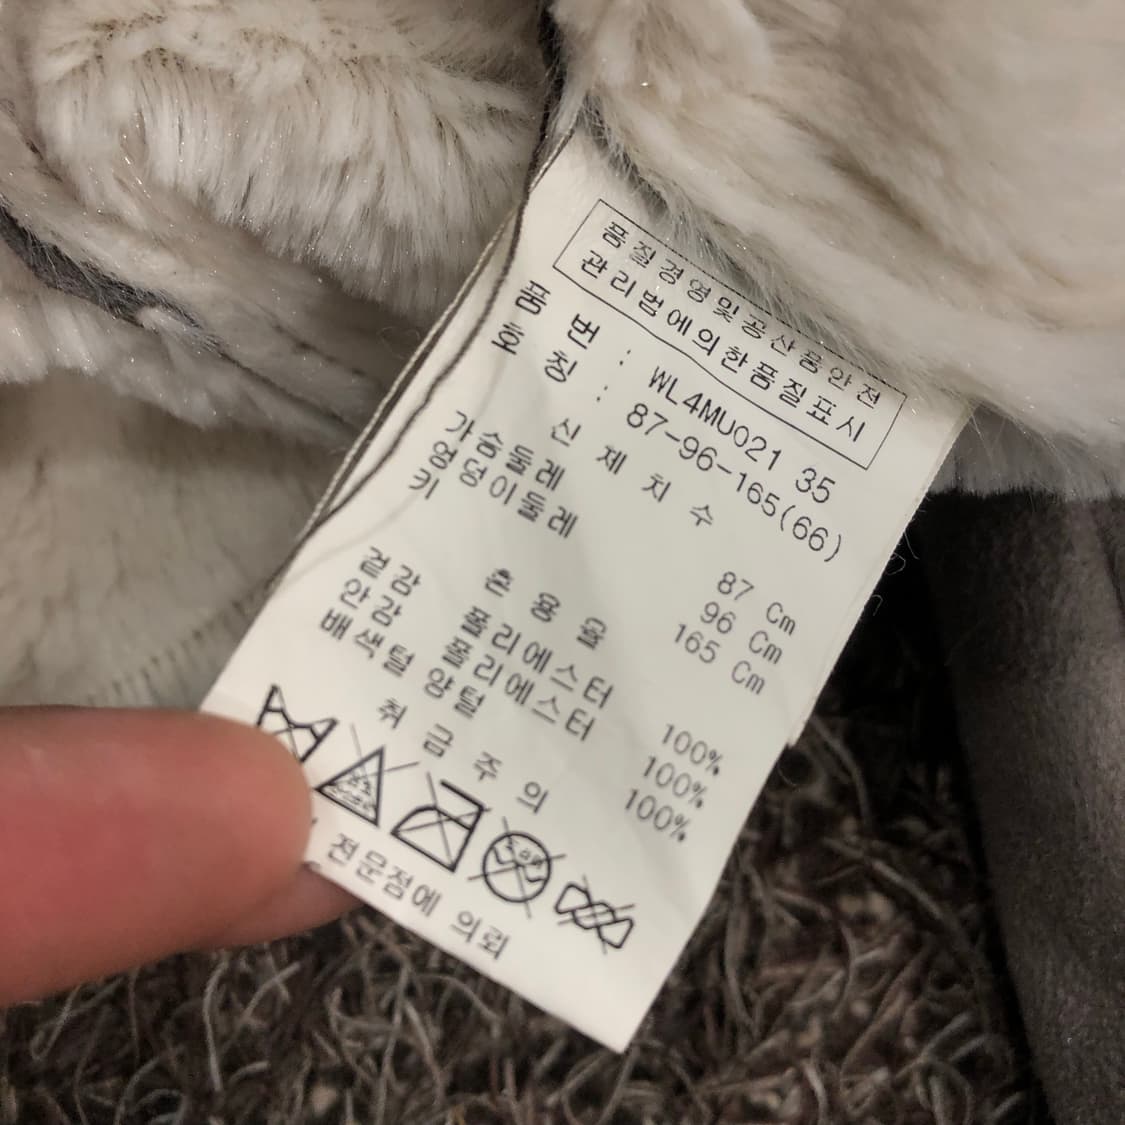 품질경영및공산품안전
관리법에의한품질표시
품 번 : WL4MU021 35
호 칭 : 87-96-165(66)
신 체 치 수
가슴둘레 87 Cm
엉덩이둘레 96 Cm
키 165 Cm
혼 용 율
겉감 폴리에스터 100%
안감 폴리에스터 100%
배색털 양털 100%
취 급 주 의
전문점에 의뢰